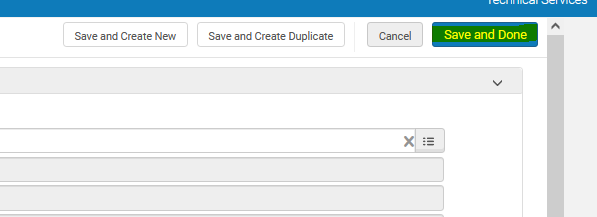 Technical Services
Save and Create New
Save and Create Duplicate
Cancel
Save and Done